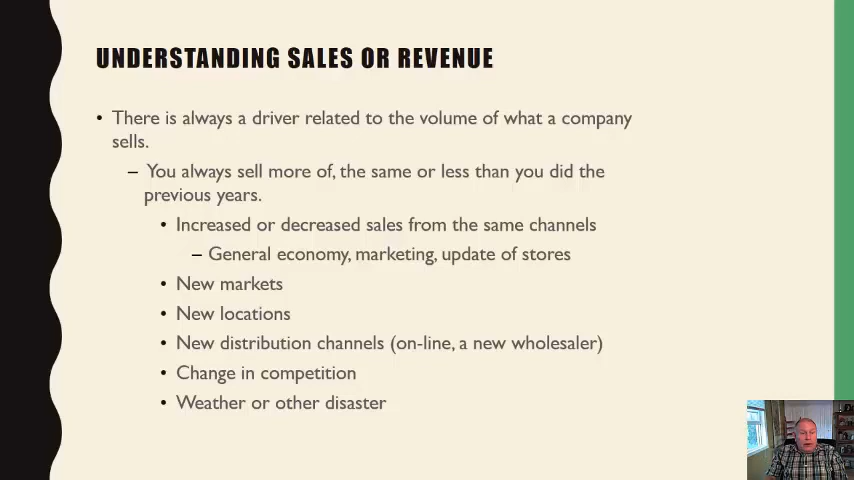 UNDERSTANDING SALES OR REVENUE
• There is always a driver related to the volume of what a company
sells.
– You always sell more of, the same or less than you did the
previous years.
• Increased or decreased sales from the same channels
– General economy, marketing, update of stores
• New markets
• New locations
• New distribution channels (on-line, a new wholesaler)
• Change in competition
• Weather or other disaster